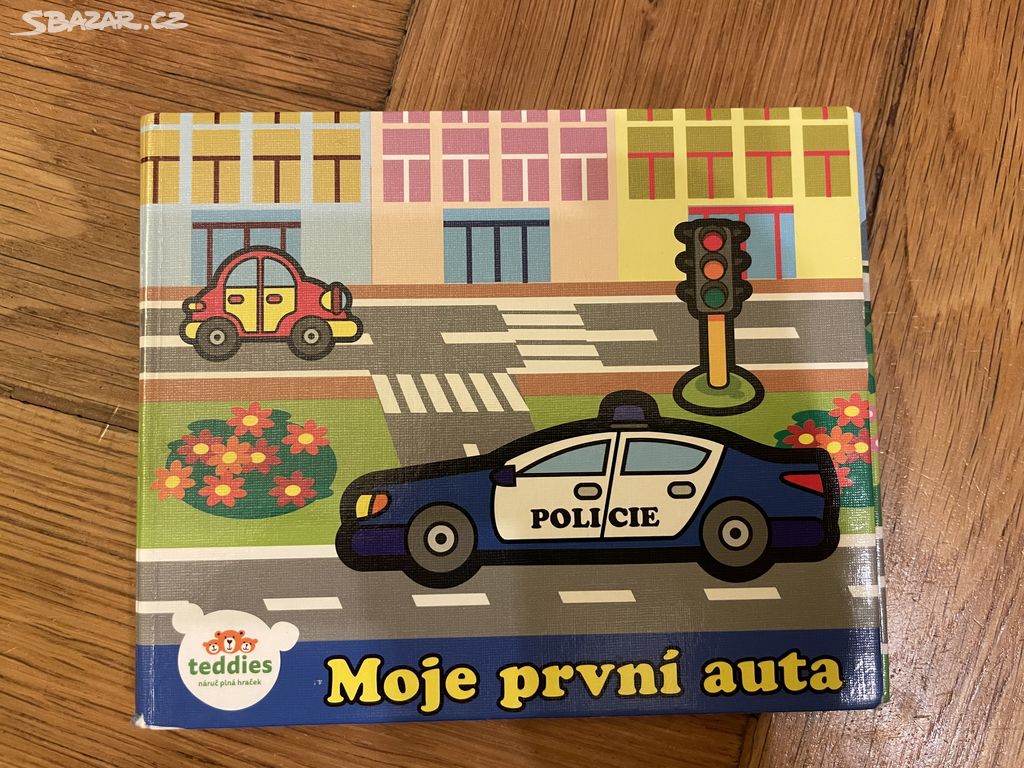 SBAZAR.CZ
POLICIE
teddies
náruč plná hraček
Moje první auta